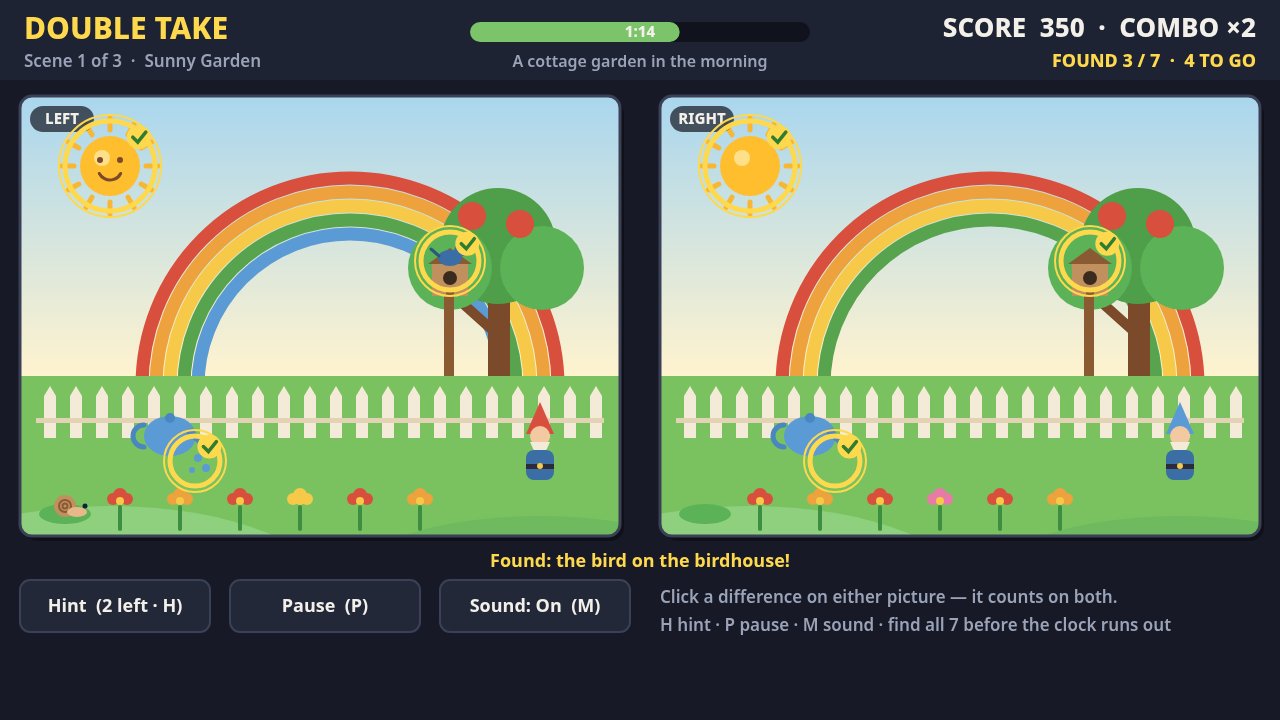 DOUBLE TAKE
Scene 1 of 3 · Sunny Garden
1:14
A cottage garden in the morning
SCORE 350 · COMBO ×2
FOUND 3 / 7 · 4 TO GO
LEFT
RIGHT
Found: the bird on the birdhouse!
Hint (2 left · H)
Pause (P)
Sound: On (M)
Click a difference on either picture — it counts on both.
H hint · P pause · M sound · find all 7 before the clock runs out